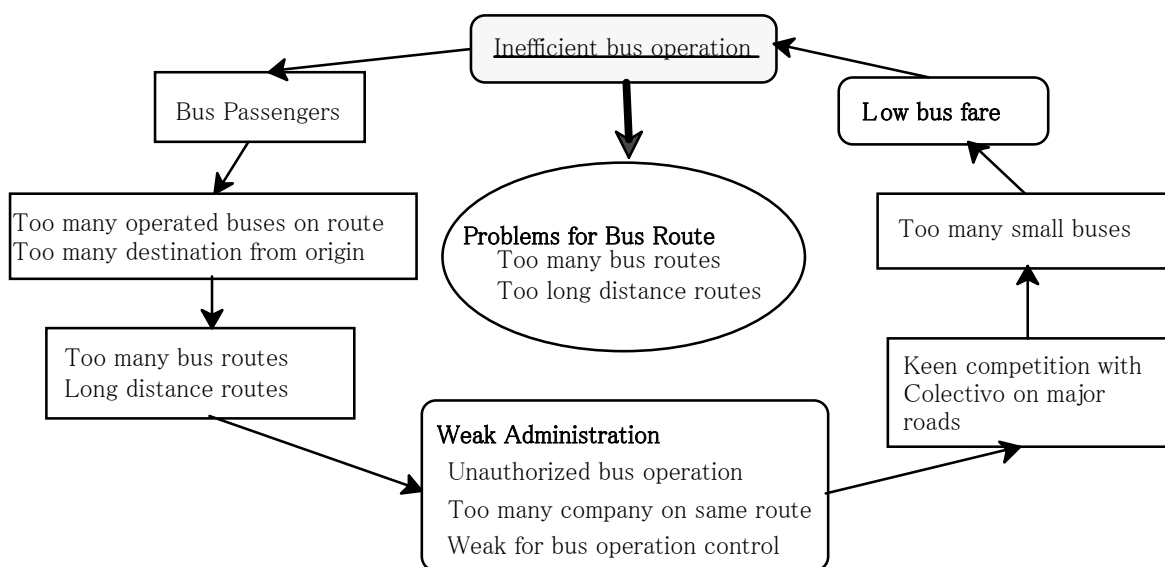 Inefficient bus operation
Bus Passengers
Low bus fare
Too many operated buses on route
Too many destination from origin
Problems for Bus Route
Too many bus routes
Too long distance routes
Too many small buses
Too many bus routes
Long distance routes
Keen competition with
Colectivo on major
roads
Weak Administration
Unauthorized bus operation
Too many company on same route
Weak for bus operation control